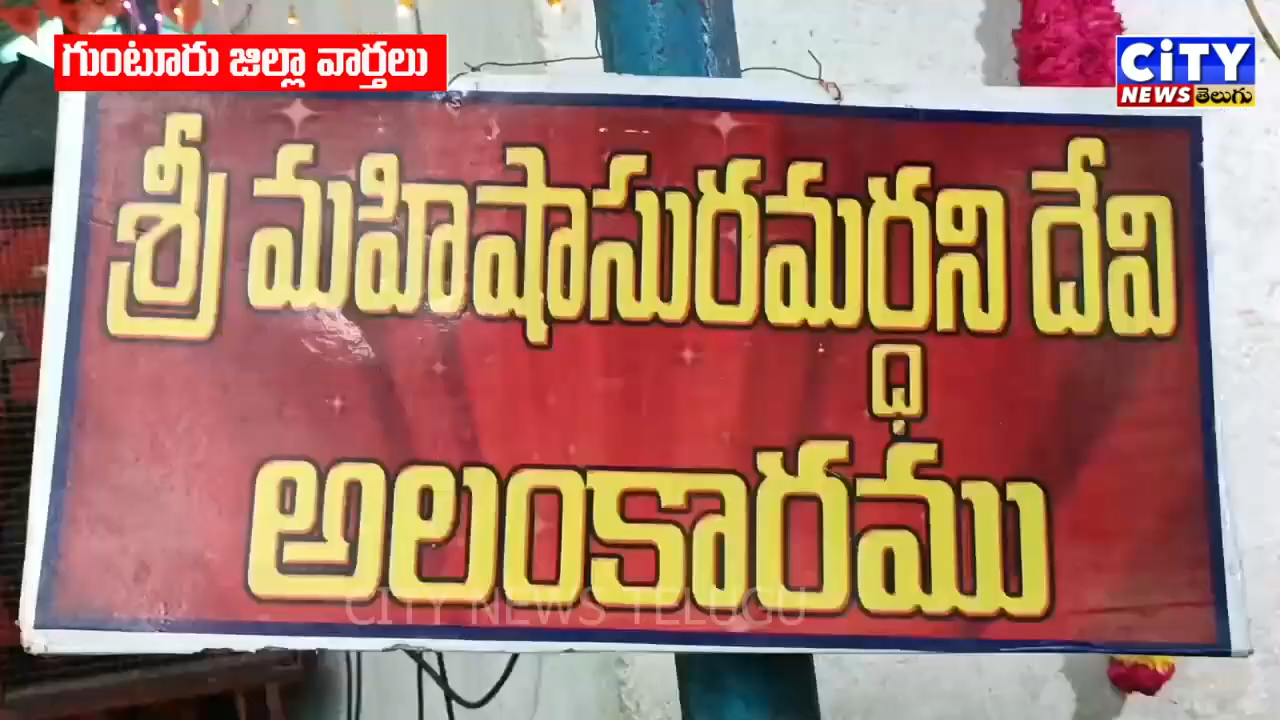 గుంటూరు జిల్లా వార్తలు
CiTY
NEWS తెలుగు
శ్రీ మహిషాసురమర్ధని దేవి
అలంకారము
CITY NEWS TELUGU